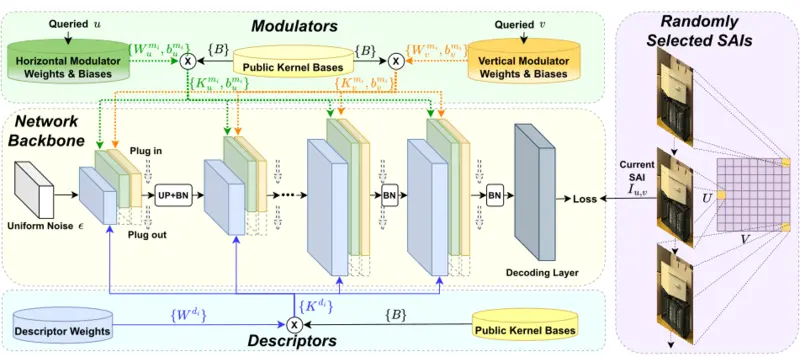 Modulators
Queried u
Horizontal Modulator
Weights & Biases
{W_u^{m_i}, b_u^{m_i}}
{B}
Public Kernel Bases
{B}
{W_v^{m_i}, b_v^{m_i}}
Queried v
Vertical Modulator
Weights & Biases
X
X
{K_u^{m_i}, b_u^{m_i}}
{K_v^{m_i}, b_v^{m_i}}
Network
Backbone
Plug in
Uniform Noise ϵ
UP+BN
Plug out
BN
BN
Decoding Layer
Loss
Descriptor Weights
{W^{d_i}}
X
{K^{d_i}}
{B}
Public Kernel Bases
Descriptors
Randomly
Selected SAIs
Current
SAI
I_{u,v}
U
V